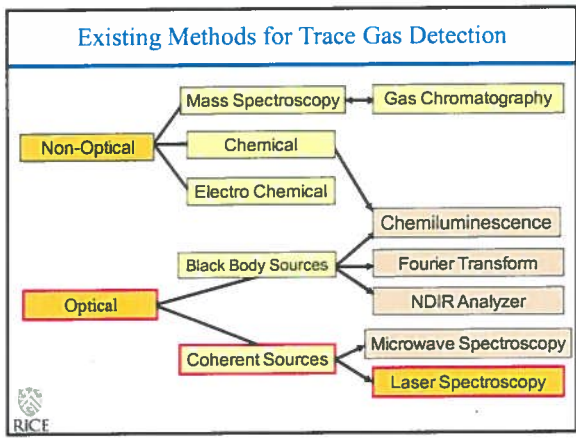 Existing Methods for Trace Gas Detection
Mass Spectroscopy
Gas Chromatography
Non-Optical
Chemical
Electro Chemical
Chemiluminescence
Black Body Sources
Fourier Transform
NDIR Analyzer
Optical
Microwave Spectroscopy
Coherent Sources
Laser Spectroscopy
RICE